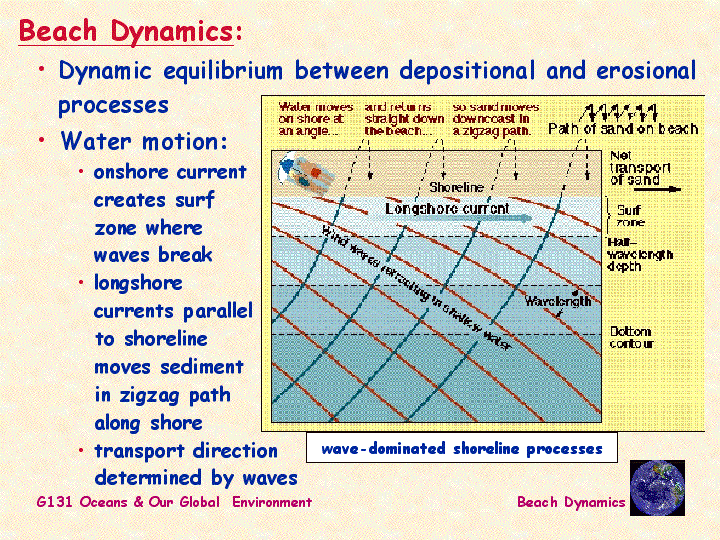 Beach Dynamics:
• Dynamic equilibrium between depositional and erosional
processes
• Water motion:
• onshore current
creates surf
zone where
waves break
• longshore
currents parallel
to shoreline
moves sediment
in zigzag path
along shore
• transport direction
determined by waves
Water moves
on shore at
an angle...
and returns
straight down
the beach...
so sand moves
downcoast in
a zigzag path.
Path of sand on beach
Net
transport
of sand
Shoreline
Longshore current
Surf
zone
Half–
wavelength
depth
Wind waves refracting in shallow water
Wavelength
Bottom
contour
wave-dominated shoreline processes
G131 Oceans & Our Global Environment
Beach Dynamics